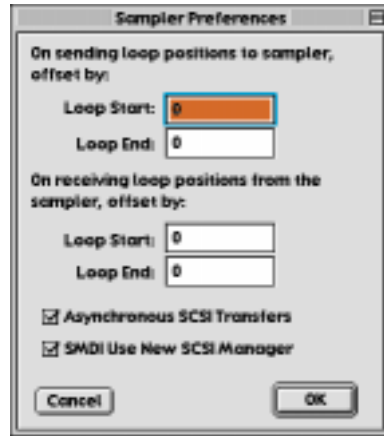 Sampler Preferences
On sending loop positions to sampler,
offset by:
Loop Start: 0
Loop End: 0
On receiving loop positions from the
sampler, offset by:
Loop Start: 0
Loop End: 0
Asynchronous SCSI Transfers
SMDI Use New SCSI Manager
Cancel OK